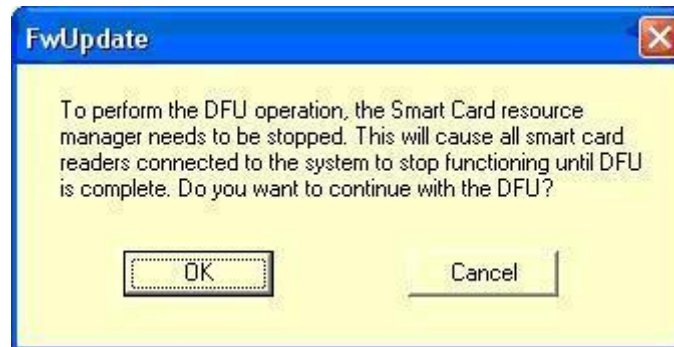 FwUpdate
To perform the DFU operation, the Smart Card resource
manager needs to be stopped. This will cause all smart card
readers connected to the system to stop functioning until DFU
is complete. Do you want to continue with the DFU?
OK
Cancel